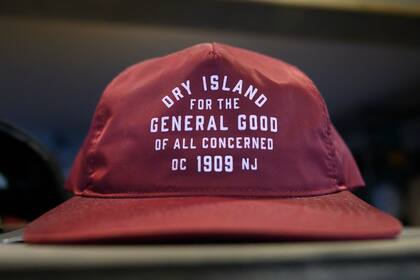 DRY ISLAND
FOR THE
GENERAL GOOD
OF ALL CONCERNED
OC 1909 NJ